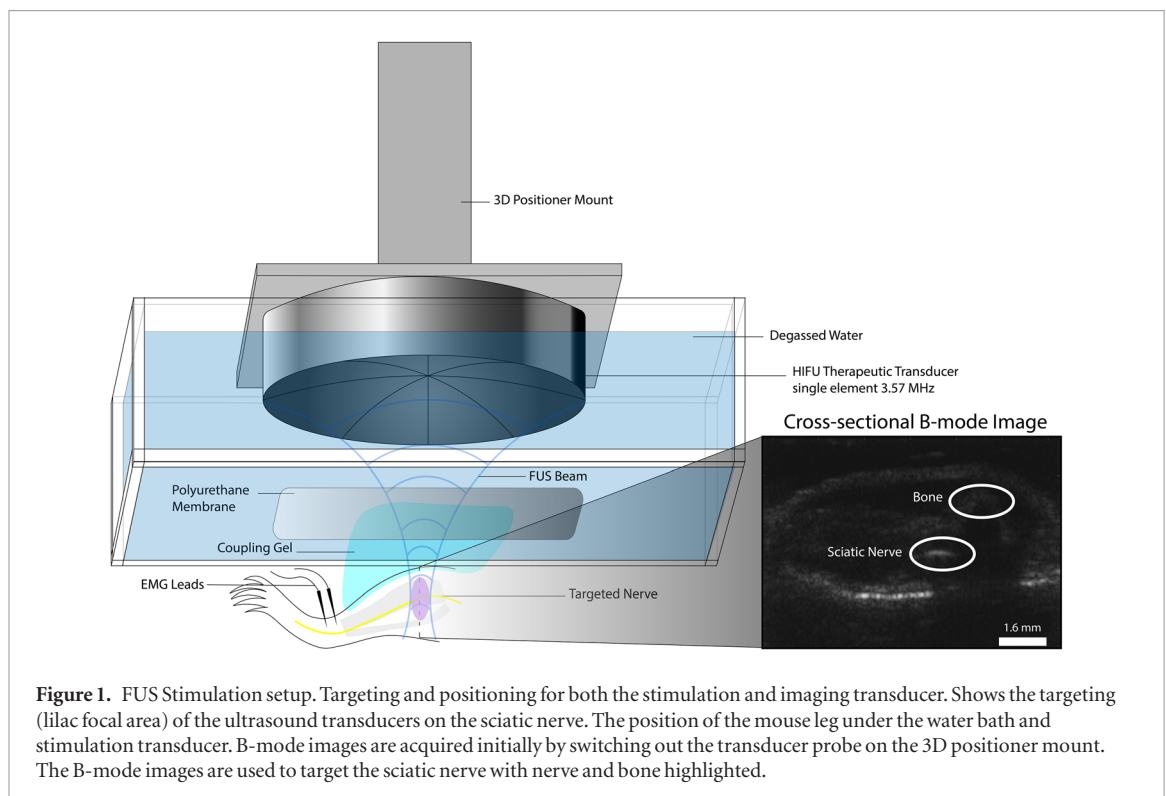 3D Positioner Mount
Degassed Water
HIFU Therapeutic Transducer
single element 3.57 MHz
Cross-sectional B-mode Image
FUS Beam
Polyurethane
Membrane
Bone
Coupling Gel
Sciatic Nerve
EMG Leads
Targeted Nerve
1.6 mm
Figure 1. FUS Stimulation setup. Targeting and positioning for both the stimulation and imaging transducer. Shows the targeting
(lilac focal area) of the ultrasound transducers on the sciatic nerve. The position of the mouse leg under the water bath and
stimulation transducer. B-mode images are acquired initially by switching out the transducer probe on the 3D positioner mount.
The B-mode images are used to target the sciatic nerve with nerve and bone highlighted.